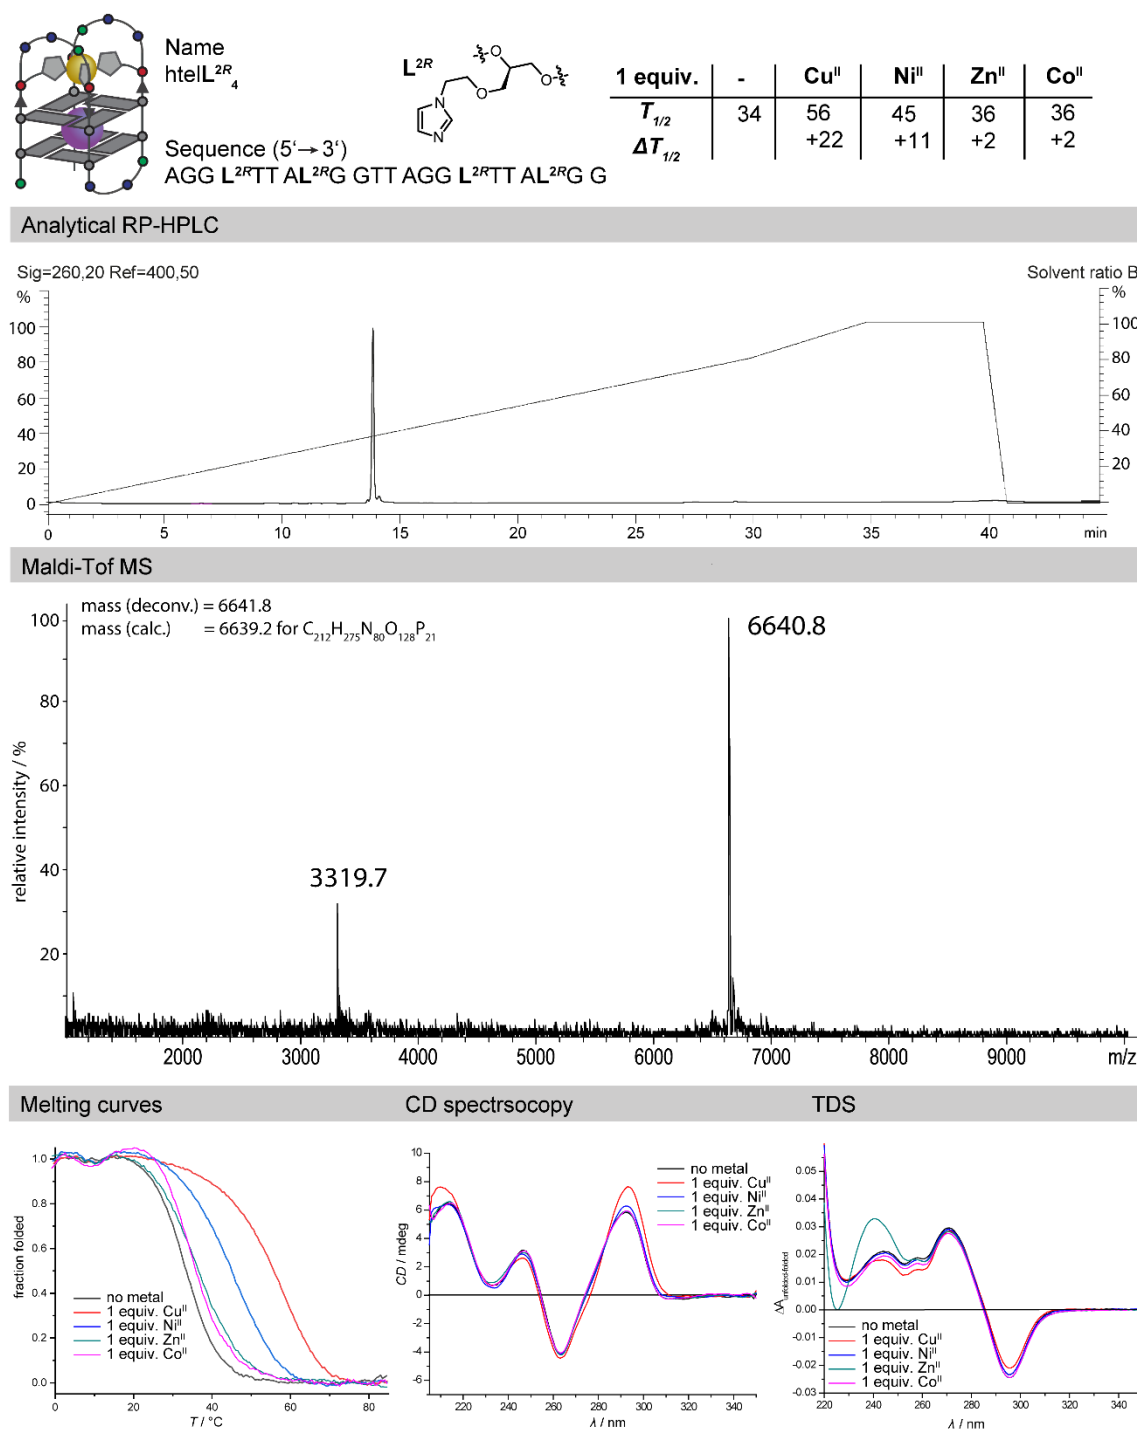 Name
htelL²ᴿ₄
Sequence (5'→3')
AGG L²ᴿTT AL²ᴿG GTT AGG L²ᴿTT AL²ᴿG G
L²ᴿ
O
O
O
N
N
1 equiv. - Cuᴵᴵ Niᴵᴵ Znᴵᴵ Coᴵᴵ
T1/2 34 56 45 36 36
ΔT1/2 +22 +11 +2 +2
Analytical RP-HPLC
Sig=260,20 Ref=400,50 Solvent ratio B
% %
100 100
80 80
60 60
40 40
20 20
0
0 5 10 15 20 25 30 35 40 min
Maldi-Tof MS
mass (deconv.) = 6641.8
mass (calc.) = 6639.2 for C₂₁₂H₂₇₅N₈₀O₁₂₈P₂₁
6640.8
3319.7
relative intensity / %
100
80
60
40
20
2000 3000 4000 5000 6000 7000 8000 9000 m/z
Melting curves CD spectrsocopy TDS
fraction folded
1.0
0.8
0.6
0.4
0.2
0.0
no metal
1 equiv. Cuᴵᴵ
1 equiv. Niᴵᴵ
1 equiv. Znᴵᴵ
1 equiv. Coᴵᴵ
0 20 40 60 80
T / °C
CD / mdeg
10
8
6
4
2
0
-2
-4
-6
no metal
1 equiv. Cuᴵᴵ
1 equiv. Niᴵᴵ
1 equiv. Znᴵᴵ
1 equiv. Coᴵᴵ
220 240 260 280 300 320 340
λ / nm
ΔAunfolded-folded
0.05
0.04
0.03
0.02
0.01
0.00
-0.01
-0.02
-0.03
no metal
1 equiv. Cuᴵᴵ
1 equiv. Niᴵᴵ
1 equiv. Znᴵᴵ
1 equiv. Coᴵᴵ
220 240 260 280 300 320 340
λ / nm